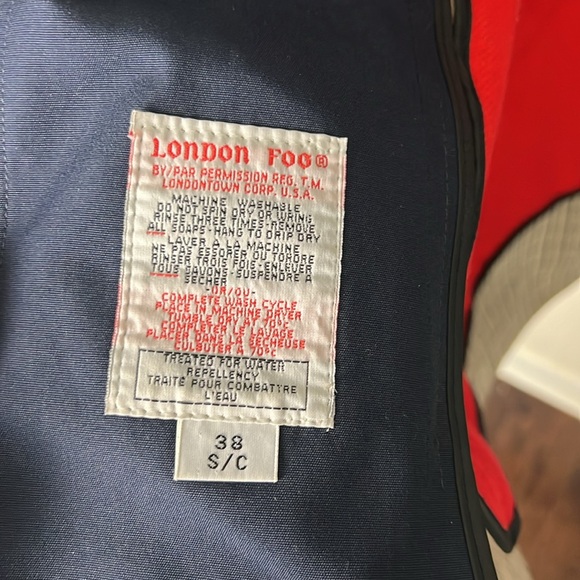 LONDON FOG®
BY/PAR PERMISSION REG. T.M.
LONDONTOWN CORP. U.S.A.
MACHINE WASHABLE
DO NOT SPIN DRY OR WRING
RINSE THREE TIMES-REMOVE
ALL SOAPS-HANG TO DRIP DRY
LAVER A LA MACHINE
NE PAS ESSORER OU TORDRE
RINSER TROIS FOIS-ENLEVER
TOUS SAVONS-SUSPENDRE A
SECHER
-OR/OU-
COMPLETE WASH CYCLE
PLACE IN MACHINE DRYER
TUMBLE DRY AT 70°C
COMPLETER LE LAVAGE
PLACER DANS LA SECHEUSE
CULBUTER A 70°C
TREATED FOR WATER
REPELLENCY
TRAITÉ POUR COMBATTRE
L'EAU
38
S/C